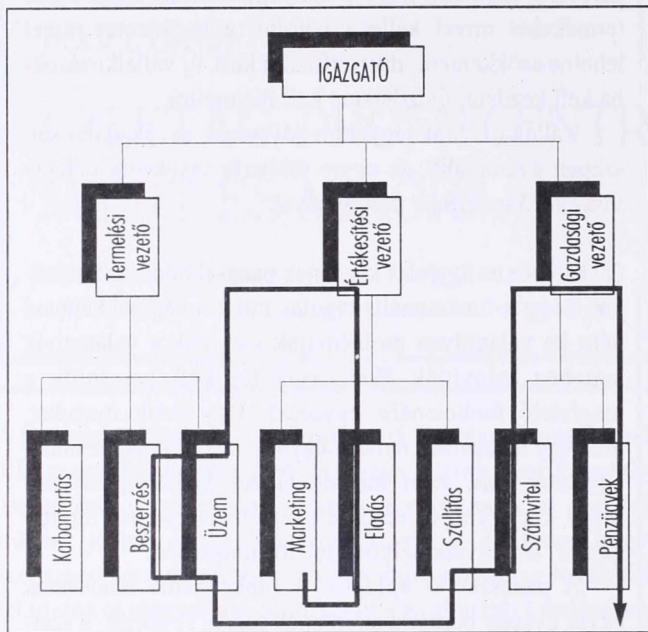 IGAZGATÓ
Termelési
vezető
Értékesítési
vezető
Gazdasági
vezető
Karbantartás
Beszerzés
Üzem
Marketing
Eladás
Szállítás
Számvitel
Pénzügyek